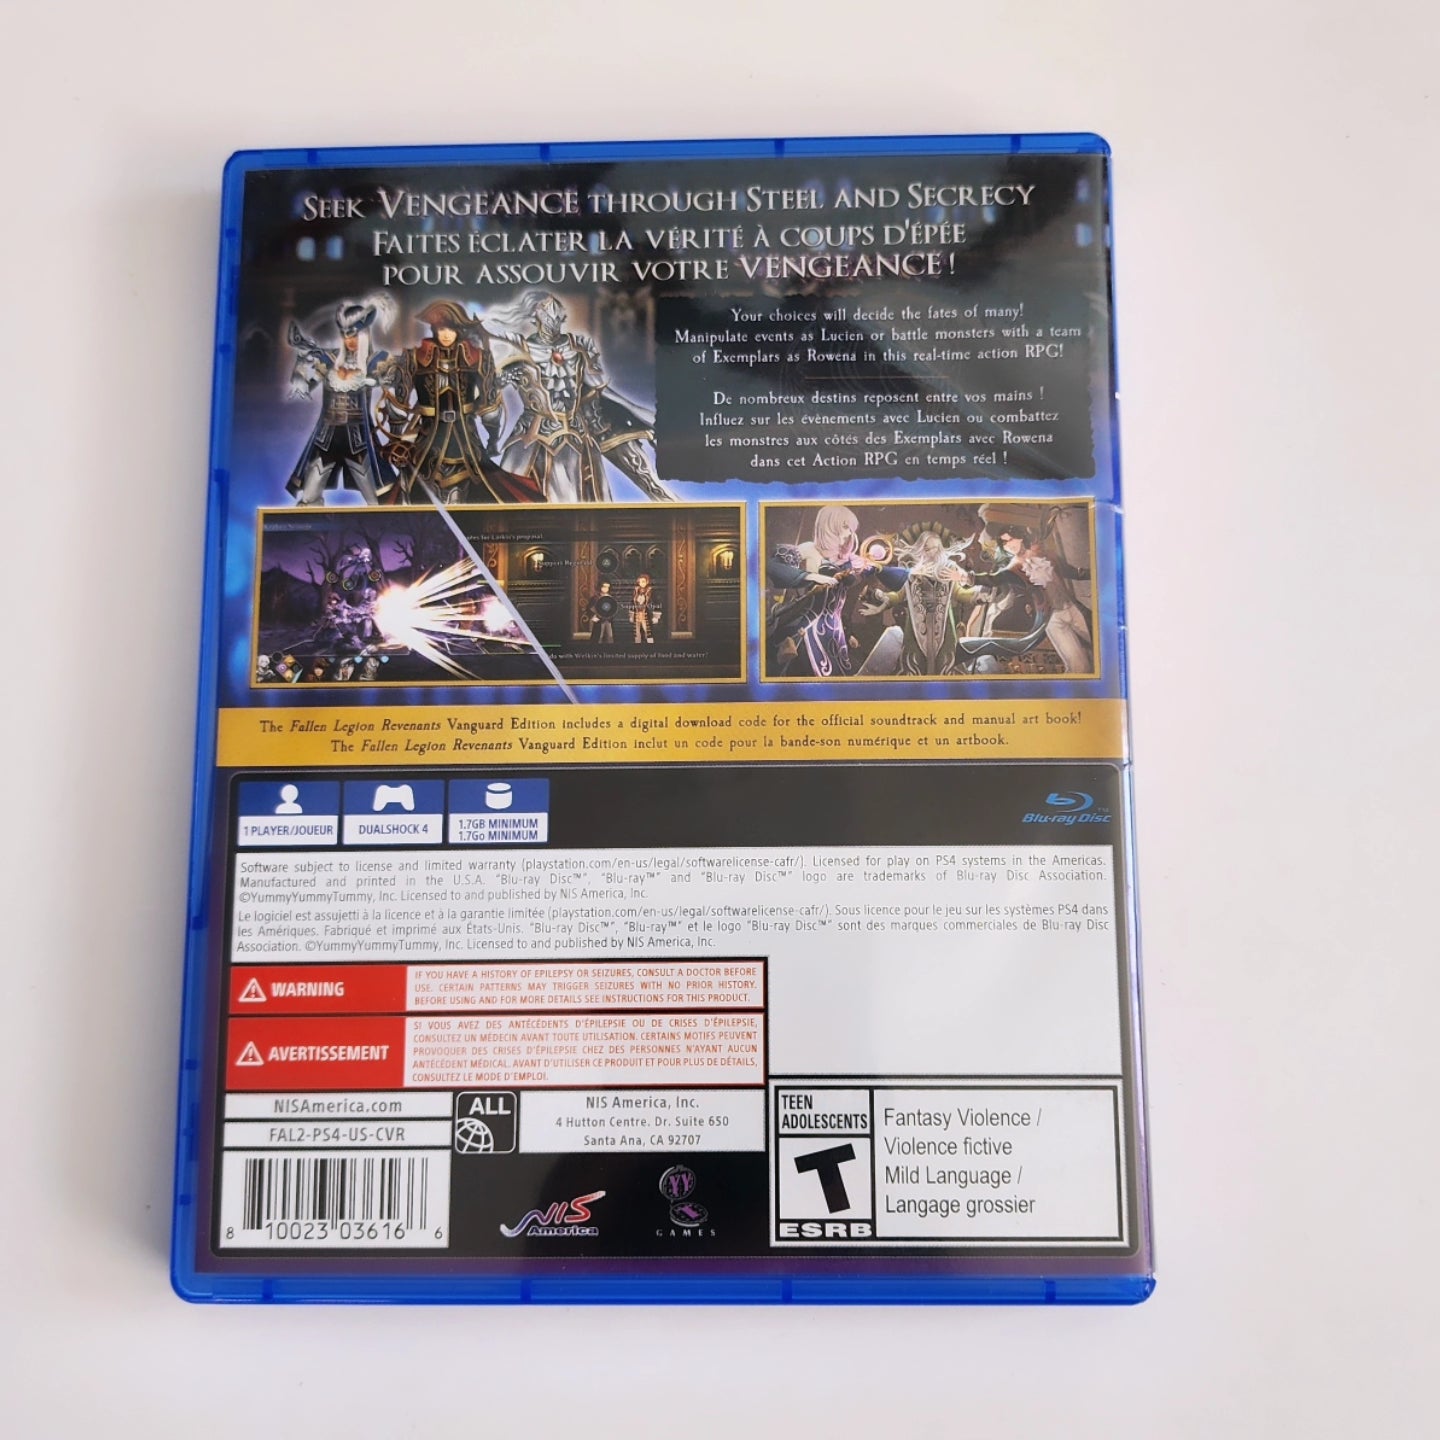 SEEK VENGEANCE THROUGH STEEL AND SECRECY
FAITES ÉCLATER LA VÉRITÉ À COUPS D'ÉPÉE
POUR ASSOUVIR VOTRE VENGEANCE !
Your choices will decide the fates of many!
Manipulate events as Lucien or battle monsters with a team
of Exemplars as Rowena in this real-time action RPG!
De nombreux destins reposent entre vos mains !
Influez sur les évènements avec Lucien ou combattez
les monstres aux côtés des Exemplars avec Rowena
dans cet Action RPG en temps réel !
for Larkin's proposal.
Support Reginald
Support Opal
do with Welkin's limited supply of food and water?
The Fallen Legion Revenants Vanguard Edition includes a digital download code for the official soundtrack and manual art book!
The Fallen Legion Revenants Vanguard Edition inclut un code pour la bande-son numérique et un artbook.
1 PLAYER/JOUEUR
DUALSHOCK 4
1.7GB MINIMUM
1.7Go MINIMUM
Blu-ray Disc™
Software subject to license and limited warranty (playstation.com/en-us/legal/softwarelicense-cafr/). Licensed for play on PS4 systems in the Americas.
Manufactured and printed in the U.S.A. "Blu-ray Disc™", "Blu-ray™" and "Blu-ray Disc™" logo are trademarks of Blu-ray Disc Association.
©YummyYummyTummy, Inc. Licensed to and published by NIS America, Inc.
Le logiciel est assujetti à la licence et à la garantie limitée (playstation.com/en-us/legal/softwarelicense-cafr/). Sous licence pour le jeu sur les systèmes PS4 dans
les Amériques. Fabriqué et imprimé aux États-Unis. "Blu-ray Disc™", "Blu-ray™" et le logo "Blu-ray Disc™" sont des marques commerciales de Blu-ray Disc
Association. ©YummyYummyTummy, Inc. Licensed to and published by NIS America, Inc.
WARNING
IF YOU HAVE A HISTORY OF EPILEPSY OR SEIZURES, CONSULT A DOCTOR BEFORE
USE. CERTAIN PATTERNS MAY TRIGGER SEIZURES WITH NO PRIOR HISTORY.
BEFORE USING AND FOR MORE DETAILS SEE INSTRUCTIONS FOR THIS PRODUCT.
AVERTISSEMENT
SI VOUS AVEZ DES ANTÉCÉDENTS D'ÉPILEPSIE OU DE CRISES D'ÉPILEPSIE,
CONSULTEZ UN MÉDECIN AVANT TOUTE UTILISATION. CERTAINS MOTIFS PEUVENT
PROVOQUER DES CRISES D'ÉPILEPSIE CHEZ DES PERSONNES N'AYANT AUCUN
ANTÉCÉDENT MÉDICAL. AVANT D'UTILISER CE PRODUIT ET POUR PLUS DE DÉTAILS,
CONSULTEZ LE MODE D'EMPLOI.
NISAmerica.com
FAL2-PS4-US-CVR
ALL
NIS America, Inc.
4 Hutton Centre. Dr. Suite 650
Santa Ana, CA 92707
8 10023 03616 6
NIS
America
YY
GAMES
TEEN
ADOLESCENTS
T
ESRB
Fantasy Violence /
Violence fictive
Mild Language /
Langage grossier